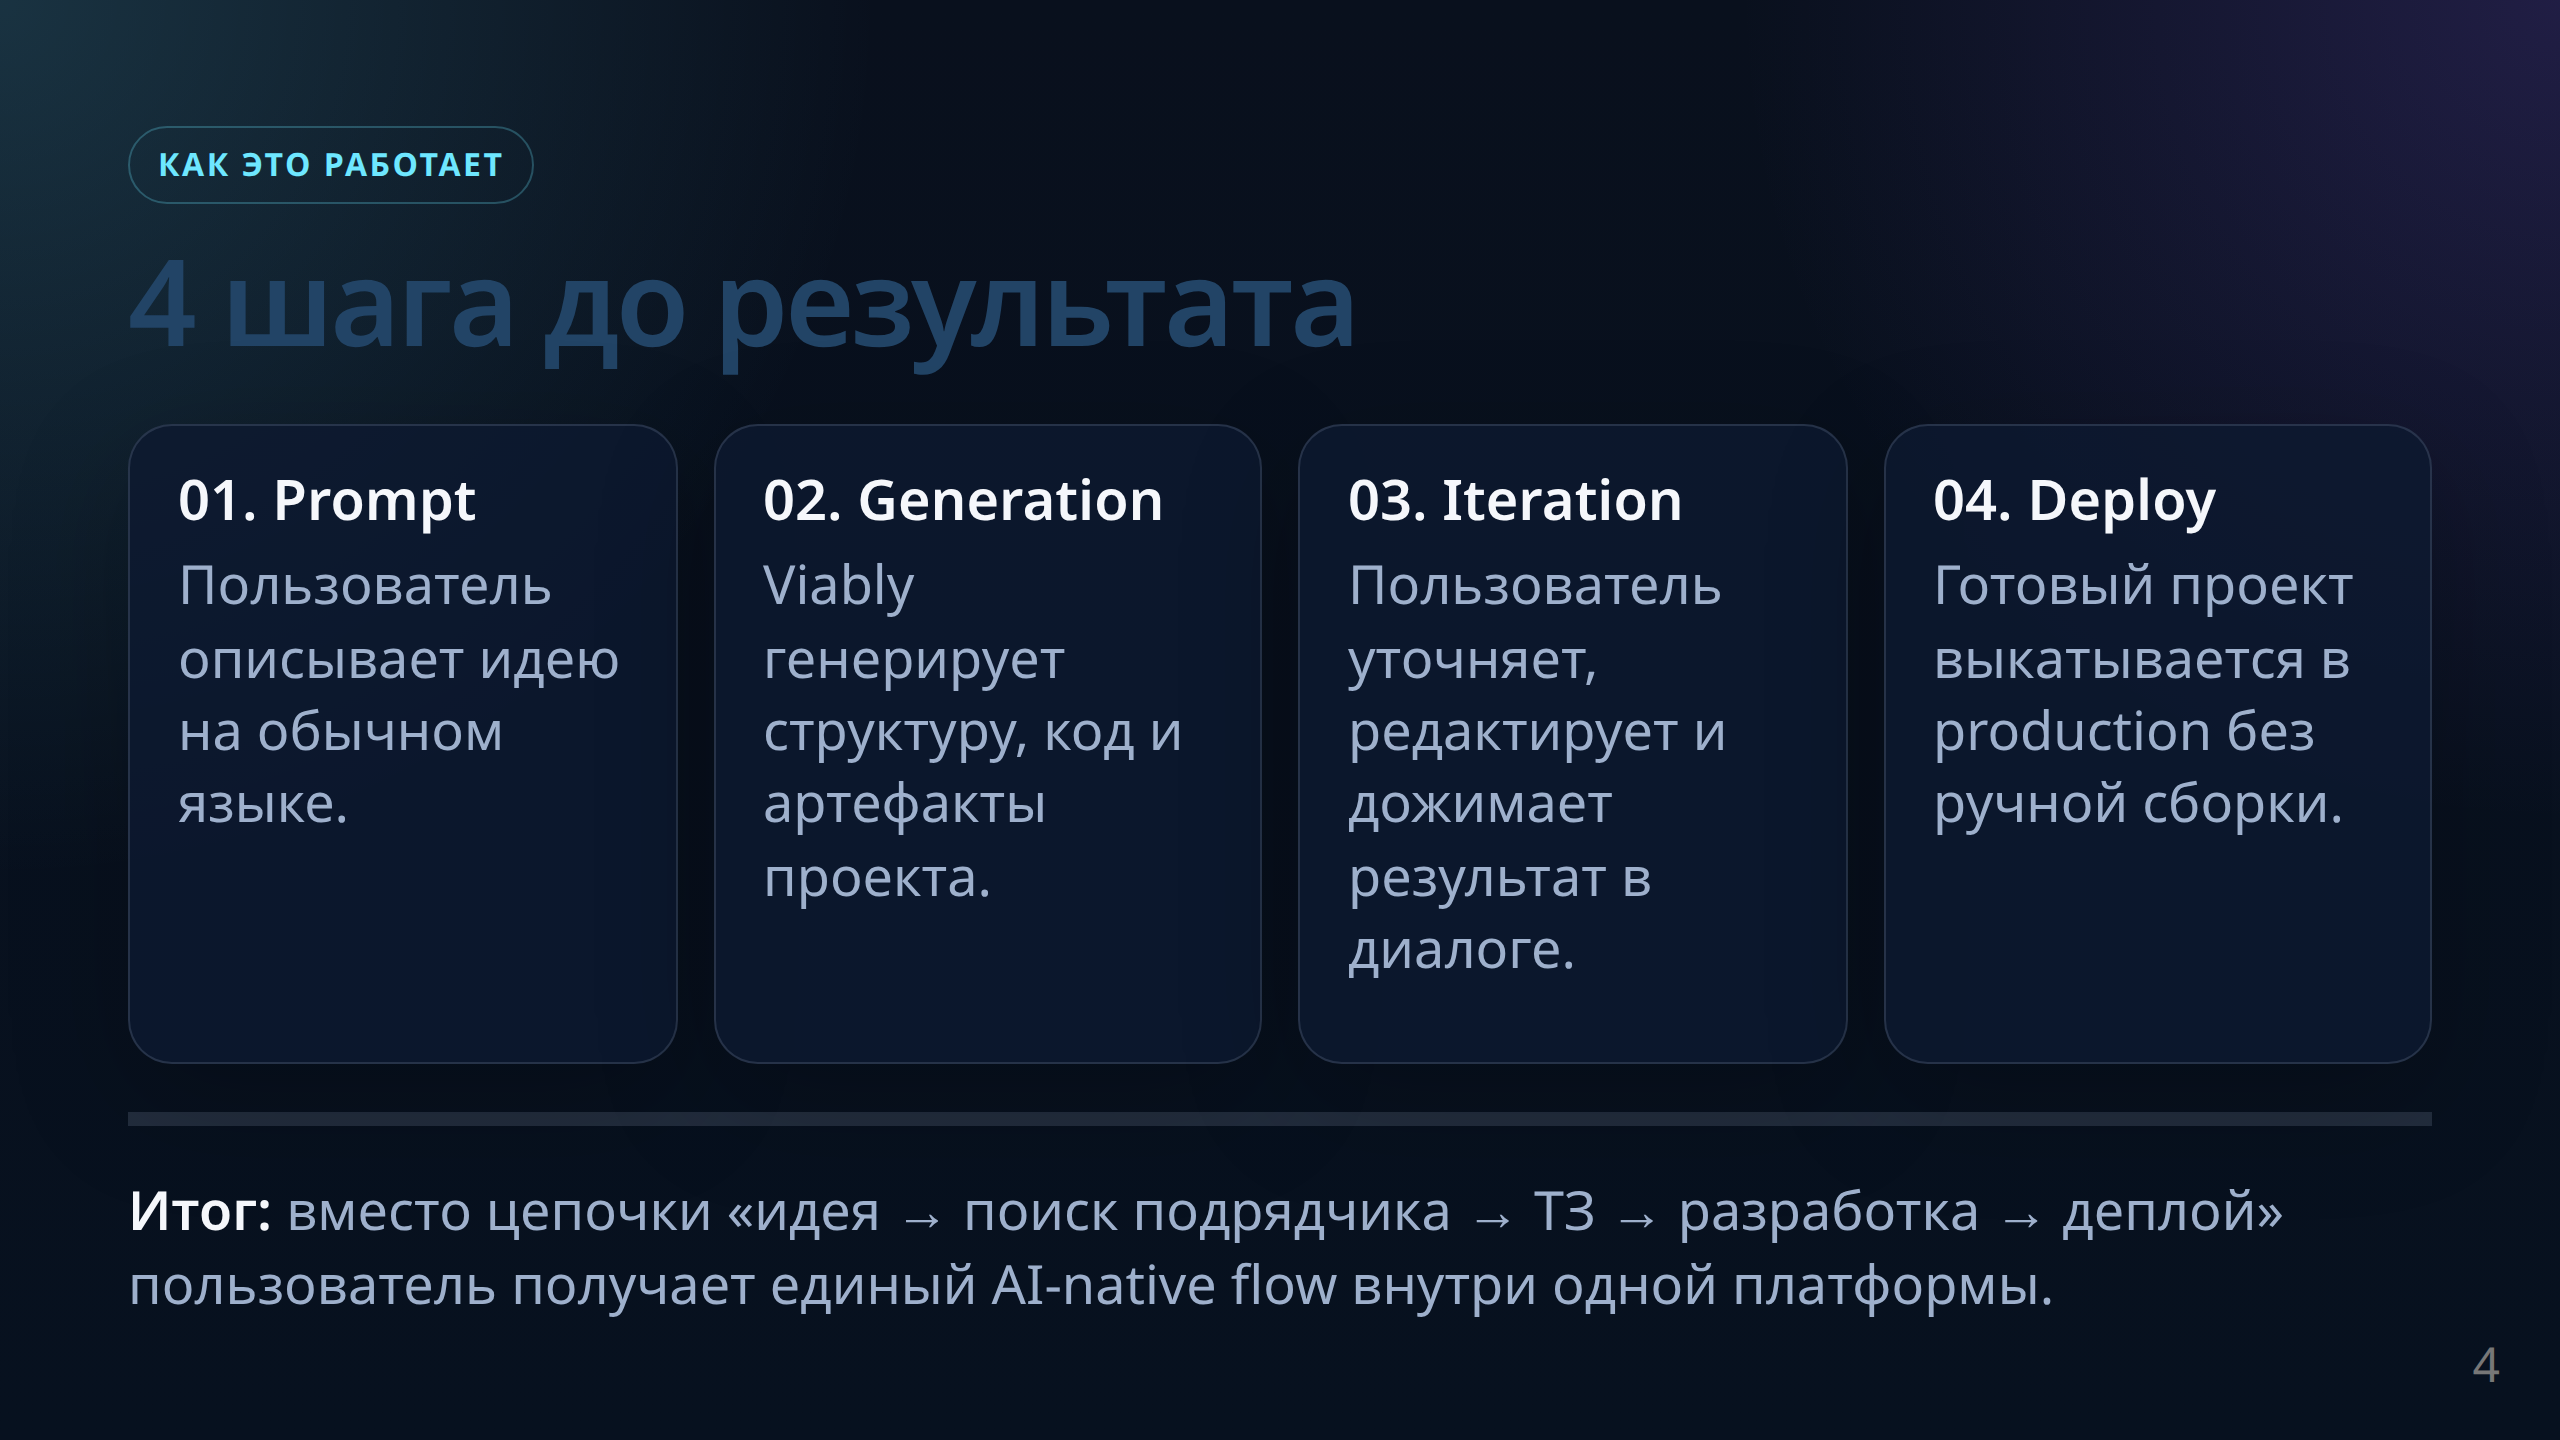 КАК ЭТО РАБОТАЕТ
4 шага до результата
01. Prompt
Пользователь
описывает идею
на обычном
языке.
02. Generation
Viably
генерирует
структуру, код и
артефакты
проекта.
03. Iteration
Пользователь
уточняет,
редактирует и
дожимает
результат в
диалоге.
04. Deploy
Готовый проект
выкатывается в
production без
ручной сборки.
Итог: вместо цепочки «идея → поиск подрядчика → ТЗ → разработка → деплой»
пользователь получает единый AI-native flow внутри одной платформы.
4